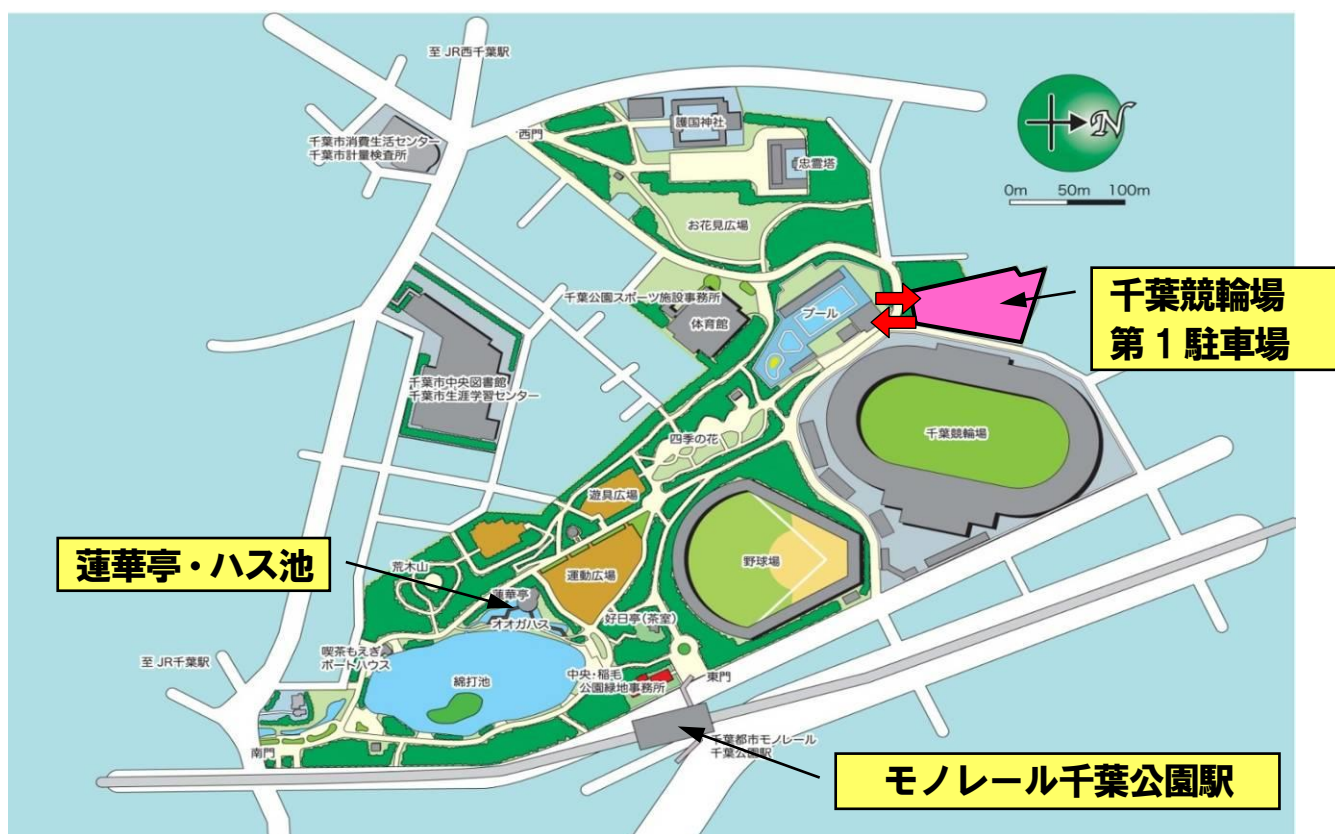 至 JR西千葉駅
千葉市消費生活センター
千葉市計量検査所
西門
護国神社
忠霊塔
N
0m 50m 100m
お花見広場
千葉公園スポーツ施設事務所
体育館
プール
千葉競輪場
第1駐車場
千葉市中央図書館
千葉市生涯学習センター
四季の花
千葉競輪場
遊具広場
蓮華亭・ハス池
荒木山
運動広場
野球場
蓮華亭
オオガハス
好日亭(茶室)
喫茶もえぎ
ボートハウス
至 JR千葉駅
綿打池
中央・稲毛
公園緑地事務所
東門
南門
千葉都市モノレール
千葉公園駅
モノレール千葉公園駅